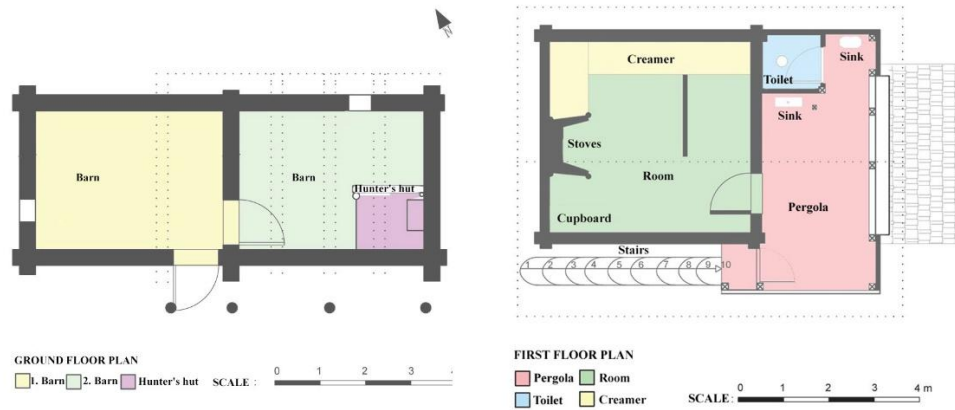 N
Barn
Barn
Hunter's hut
GROUND FLOOR PLAN
1. Barn 2. Barn Hunter's hut
SCALE :
0 1 2 3 4
Creamer
Toilet
Sink
Sink
Stoves
Room
Pergola
Cupboard
Stairs
1 2 3 4 5 6 7 8 9 10
FIRST FLOOR PLAN
Pergola Room
Toilet Creamer
SCALE :
0 1 2 3 4 m